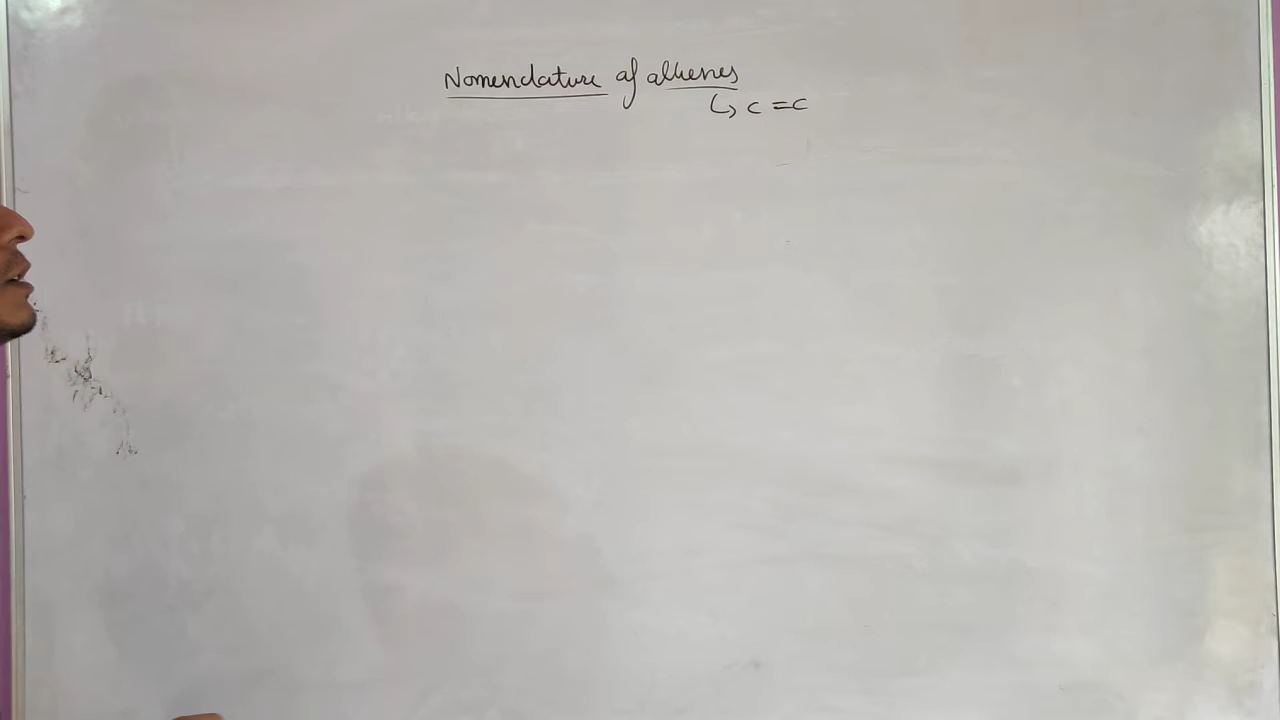 Nomenclature of alkenes
↳ C = C